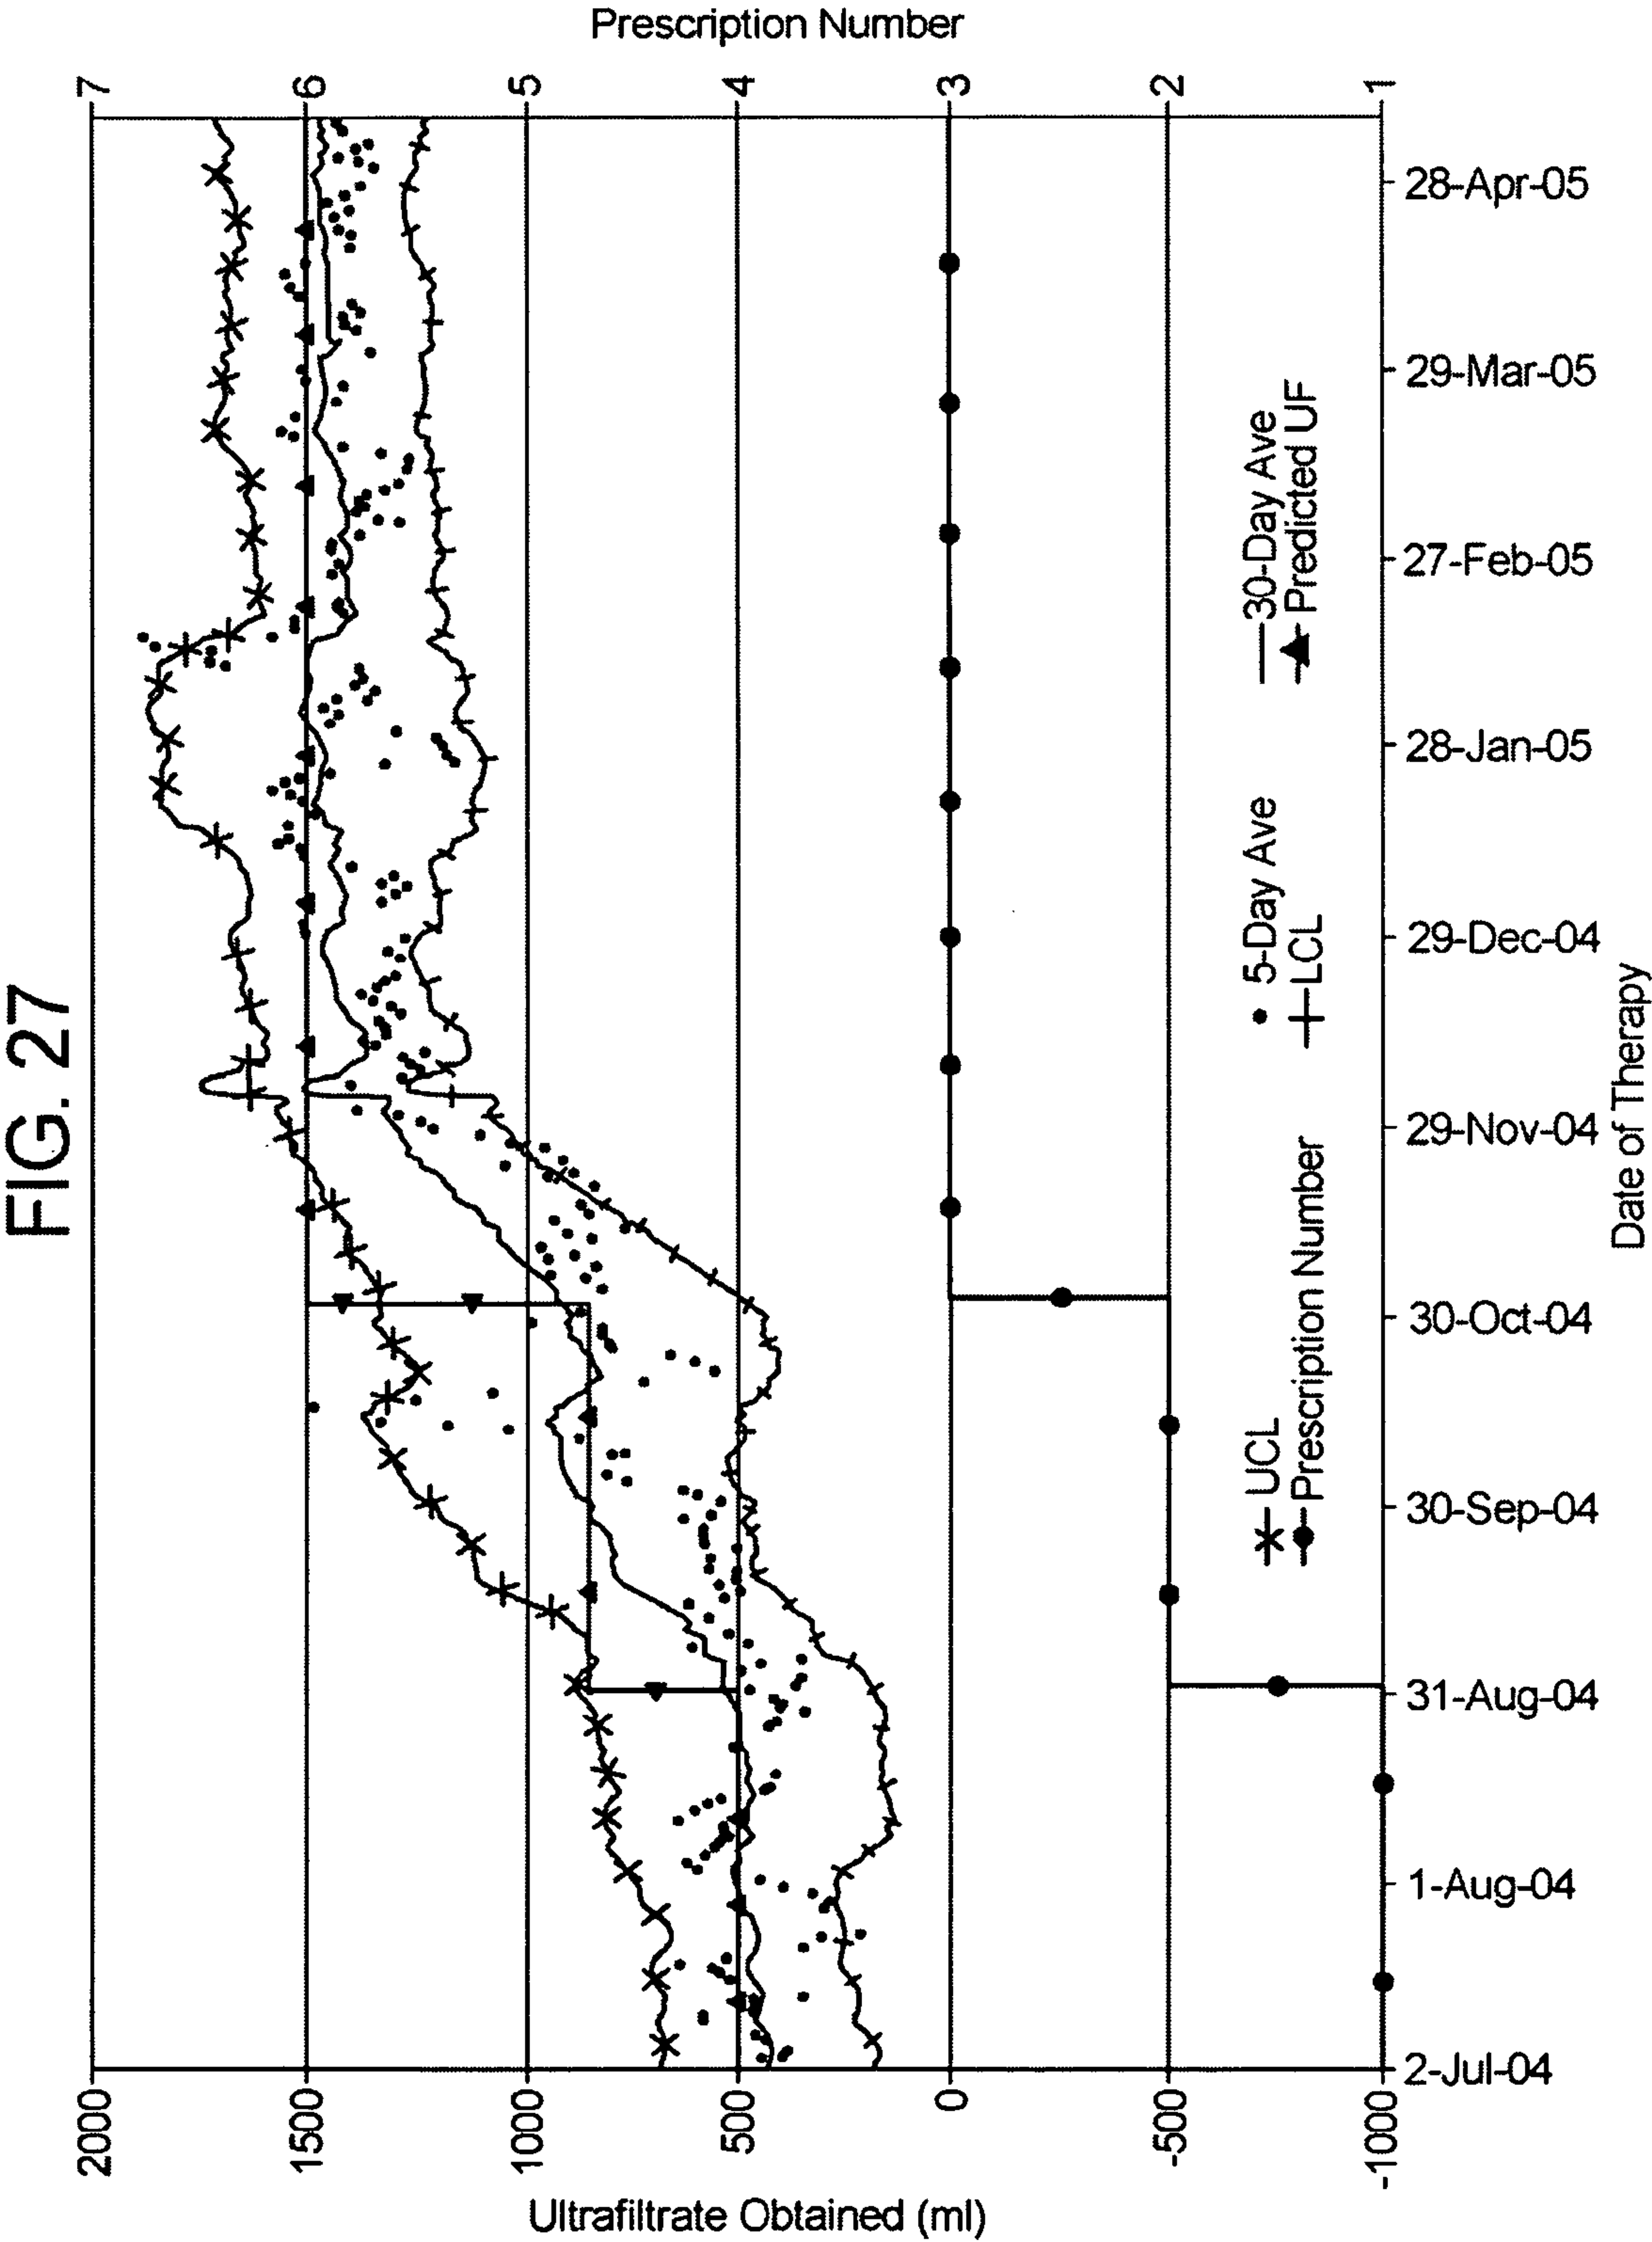 FIG. 27
Prescription Number
7
6
5
4
3
2
1
2000
1500
1000
500
0
-500
-1000
Ultrafiltrate Obtained (ml)
2-Jul-04
1-Aug-04
31-Aug-04
30-Sep-04
30-Oct-04
29-Nov-04
29-Dec-04
28-Jan-05
27-Feb-05
29-Mar-05
28-Apr-05
Date of Therapy
UCL
5-Day Ave
30-Day Ave
Prescription Number
LCL
Predicted UF